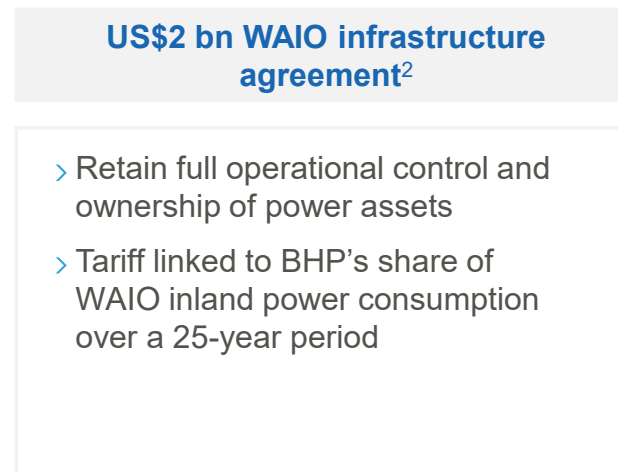 US$2 bn WAIO infrastructure
agreement²
› Retain full operational control and
ownership of power assets
› Tariff linked to BHP’s share of
WAIO inland power consumption
over a 25-year period